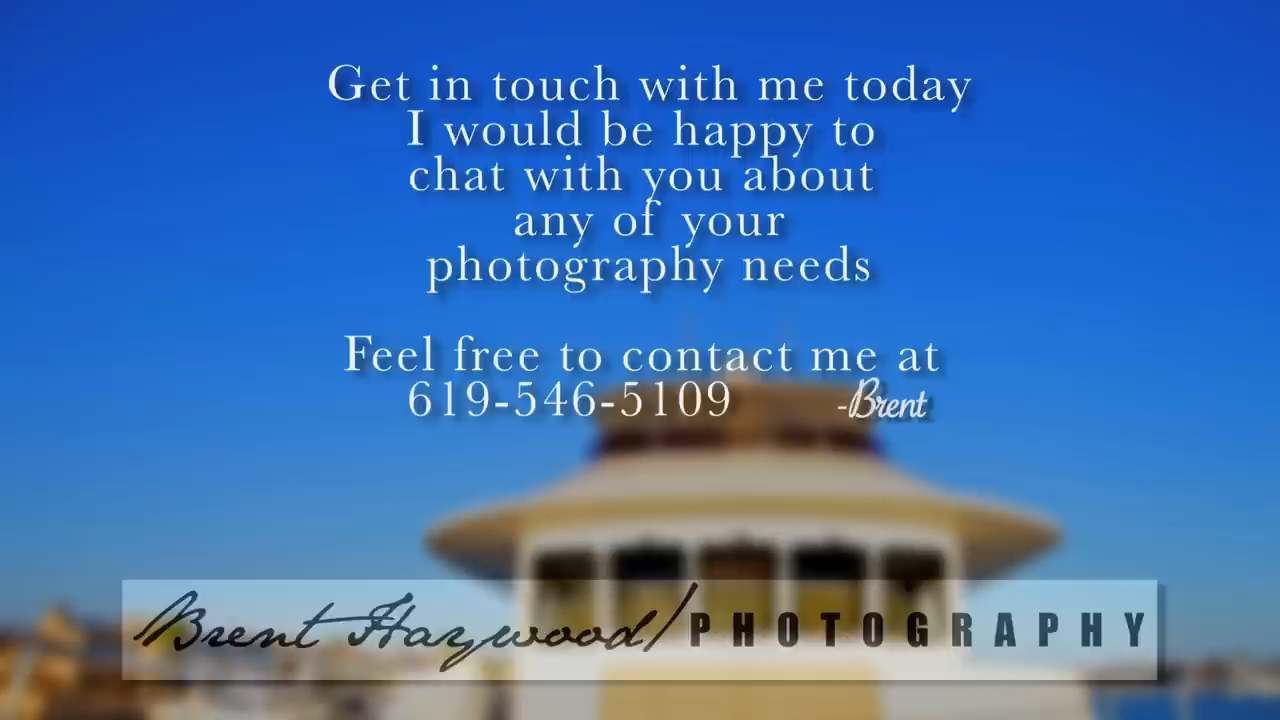 Get in touch with me today
I would be happy to
chat with you about
any of your
photography needs
Feel free to contact me at
619-546-5109 -Brent
Brent Haywood/PHOTOGRAPHY